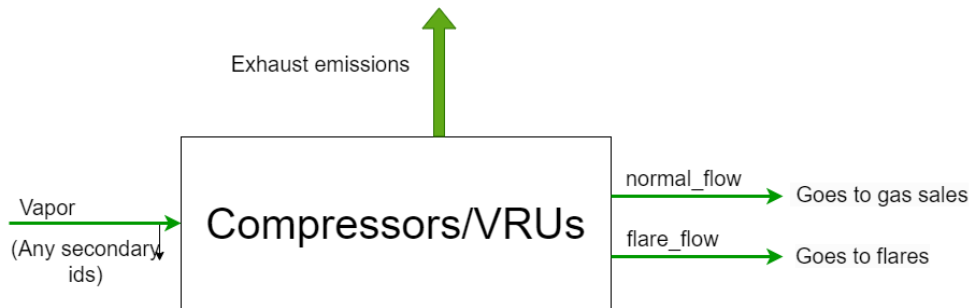 Exhaust emissions
normal_flow
Goes to gas sales
Vapor
Compressors/VRUs
(Any secondary
ids)
flare_flow
Goes to flares